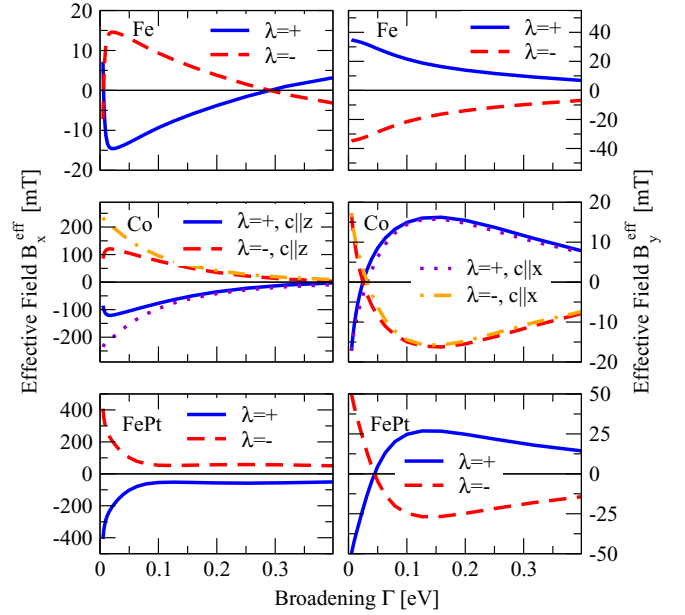 Fe
λ=+
λ=-
20
10
0
-10
20
Fe
λ=+
λ=-
40
20
0
-20
-40
Co
λ=+, c||z
λ=-, c||z
200
100
0
-100
-200
Co
λ=+, c||x
λ=-, c||x
20
10
0
-10
-20
FePt
λ=+
λ=-
400
200
0
-200
-400
FePt
λ=+
λ=-
50
25
0
-25
-50
0 0.1 0.2 0.3
0 0.1 0.2 0.3
Broadening Γ [eV]
Effective Field B_x^eff [mT]
Effective Field B_y^eff [mT]